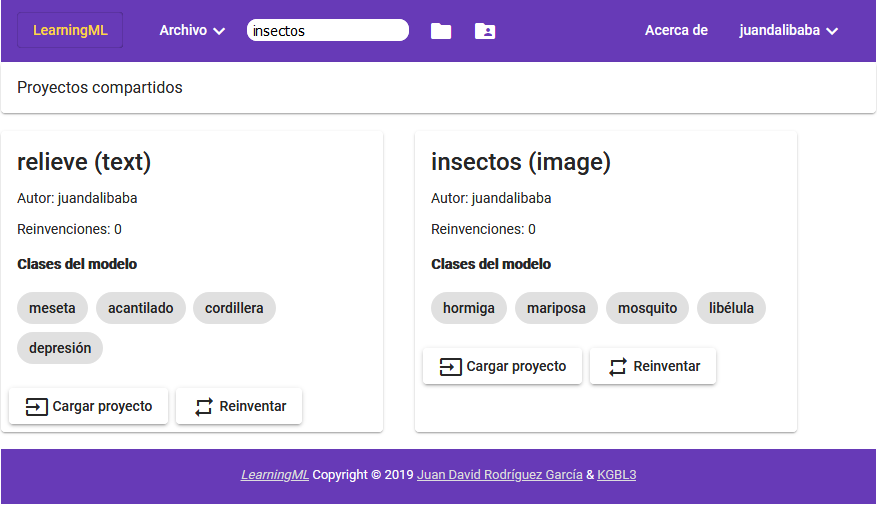 LearningML Archivo insectos Acerca de juandalibaba
Proyectos compartidos
relieve (text)
Autor: juandalibaba
Reinvenciones: 0
Clases del modelo
meseta acantilado cordillera
depresión
Cargar proyecto Reinventar
insectos (image)
Autor: juandalibaba
Reinvenciones: 0
Clases del modelo
hormiga mariposa mosquito libélula
Cargar proyecto Reinventar
LearningML Copyright © 2019 Juan David Rodríguez García & KGBL3